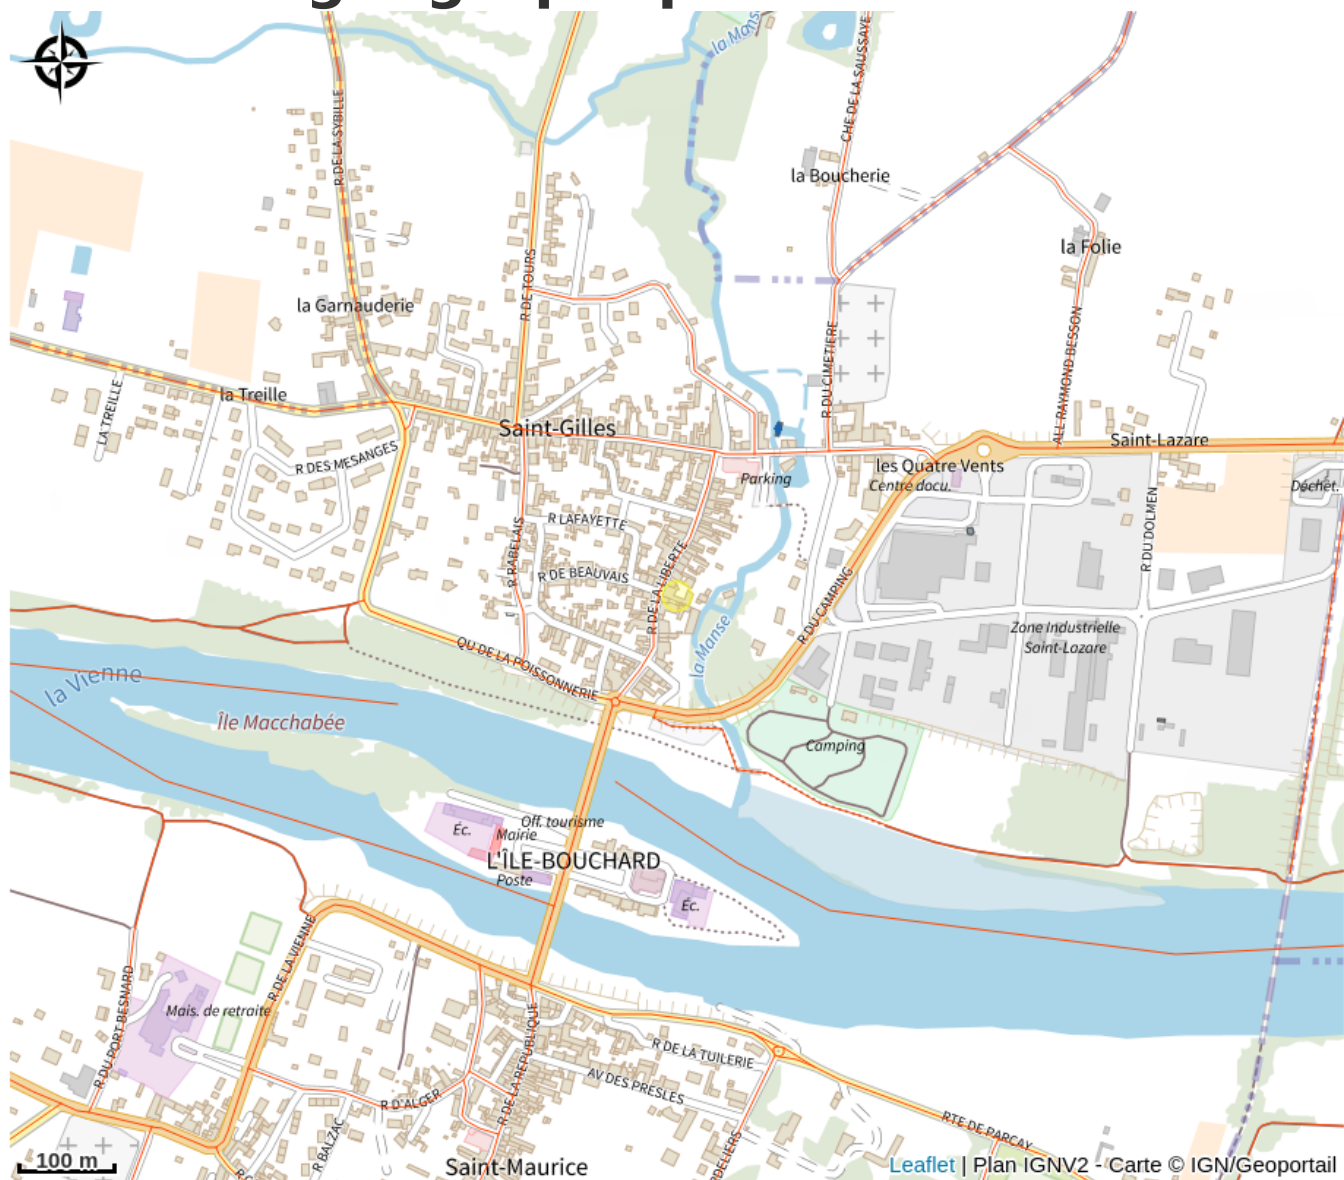 la Manse
CHE DE LA SAUSSAYE
R DE LA SYBILLE
la Boucherie
la Folie
R DE TOURS
la Garnauderie
R DU CIMETIERE
ALL RAYMOND BESSON
LA TREILLE
la Treille
Saint-Gilles
Saint-Lazare
R DES MESANGES
les Quatre Vents
Centre docu.
Parking
Déchèt.
R LAFAYETTE
R RABELAIS
R DE BEAUVAIS
R DE LA LIBERTE
R DU DOLMEN
R DU CAMPING
Zone Industrielle
Saint-Lazare
la Manse
QU DE LA POISSONNERIE
la Vienne
Île Macchabée
Camping
Éc.
Off. tourisme
Mairie
L'ÎLE-BOUCHARD
Poste
Éc.
R DE LA VIENNE
Mais. de retraite
R DU PORT BESNARD
R DE LA REPUBLIQUE
R DE LA TUILERIE
AV DES PRESLES
R D'ALGER
R BALZAC
RTE DE PARCAY
Saint-Maurice
100 m
Leaflet | Plan IGNV2 - Carte © IGN/Geoportail